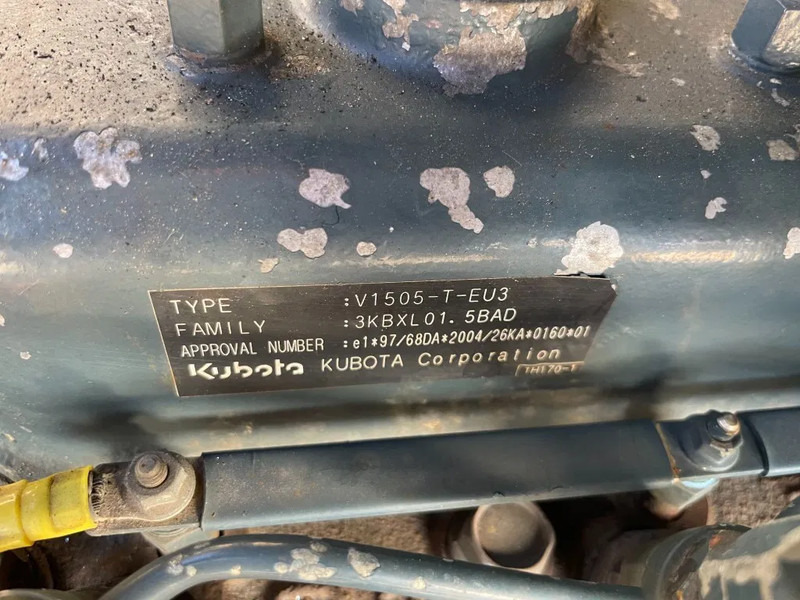 TYPE :V1505-T-EU3
FAMILY :3KBXL01.5BAD
APPROVAL NUMBER :e1*97/68DA*2004/26KA*0160*01
Kubota KUBOTA Corporation
1H170-1